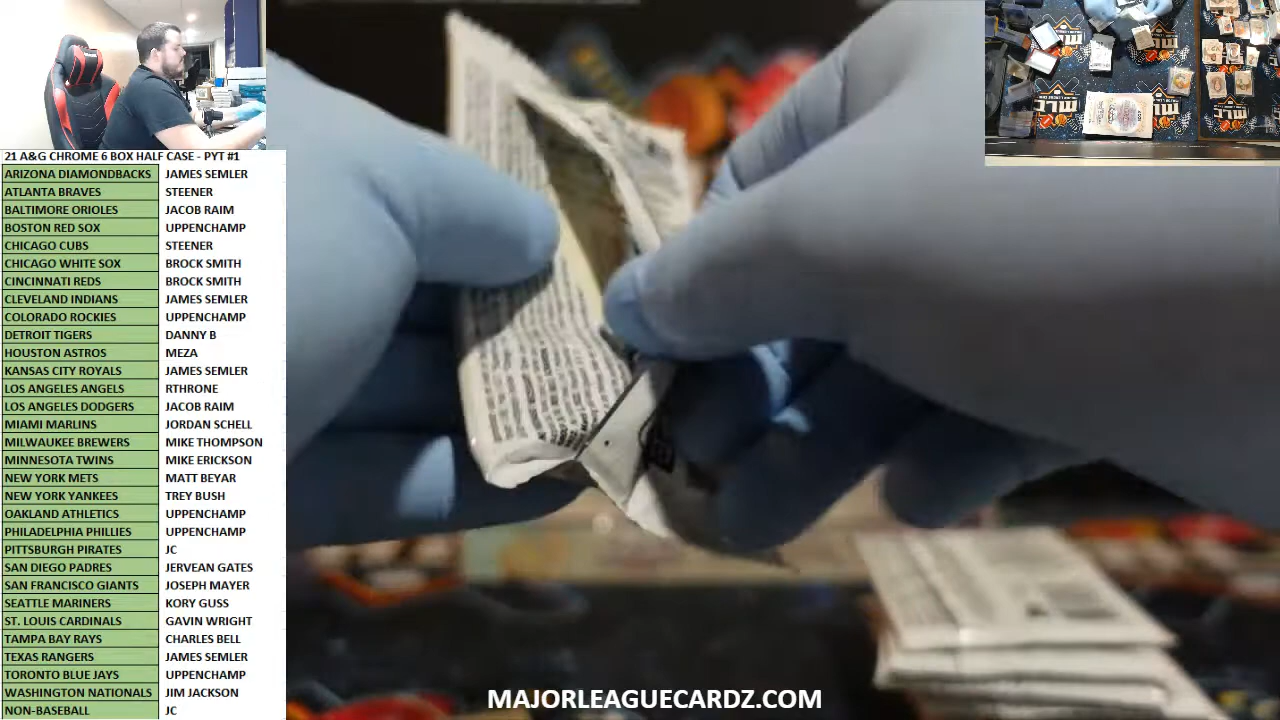 21 A&G CHROME 6 BOX HALF CASE - PYT #1
ARIZONA DIAMONDBACKS JAMES SEMLER
ATLANTA BRAVES STEENER
BALTIMORE ORIOLES JACOB RAIM
BOSTON RED SOX UPPENCHAMP
CHICAGO CUBS STEENER
CHICAGO WHITE SOX BROCK SMITH
CINCINNATI REDS BROCK SMITH
CLEVELAND INDIANS JAMES SEMLER
COLORADO ROCKIES UPPENCHAMP
DETROIT TIGERS DANNY B
HOUSTON ASTROS MEZA
KANSAS CITY ROYALS JAMES SEMLER
LOS ANGELES ANGELS RTHRONE
LOS ANGELES DODGERS JACOB RAIM
MIAMI MARLINS JORDAN SCHELL
MILWAUKEE BREWERS MIKE THOMPSON
MINNESOTA TWINS MIKE ERICKSON
NEW YORK METS MATT BEYAR
NEW YORK YANKEES TREY BUSH
OAKLAND ATHLETICS UPPENCHAMP
PHILADELPHIA PHILLIES UPPENCHAMP
PITTSBURGH PIRATES JC
SAN DIEGO PADRES JERVEAN GATES
SAN FRANCISCO GIANTS JOSEPH MAYER
SEATTLE MARINERS KORY GUSS
ST. LOUIS CARDINALS GAVIN WRIGHT
TAMPA BAY RAYS CHARLES BELL
TEXAS RANGERS JAMES SEMLER
TORONTO BLUE JAYS UPPENCHAMP
WASHINGTON NATIONALS JIM JACKSON
NON-BASEBALL JC
MAJORLEAGUECARDZ.COM